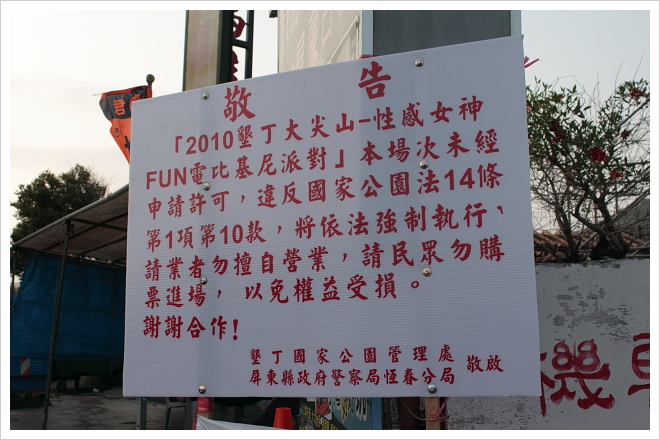 敬告
「2010墾丁大尖山-性感女神
FUN電比基尼派對」本場次未經
申請許可，違反國家公園法14條
第1項第10款，將依法強制執行、
請業者勿擅自營業，請民眾勿購
票進場，以免權益受損。
謝謝合作！
墾丁國家公園管理處
屏東縣政府警察局恆春分局 敬啟
君
機車